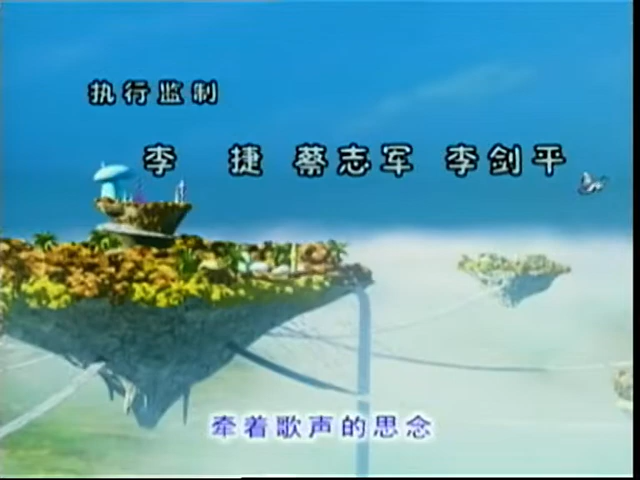 执行监制
李 捷 蔡志军 李剑平
牵着歌声的思念